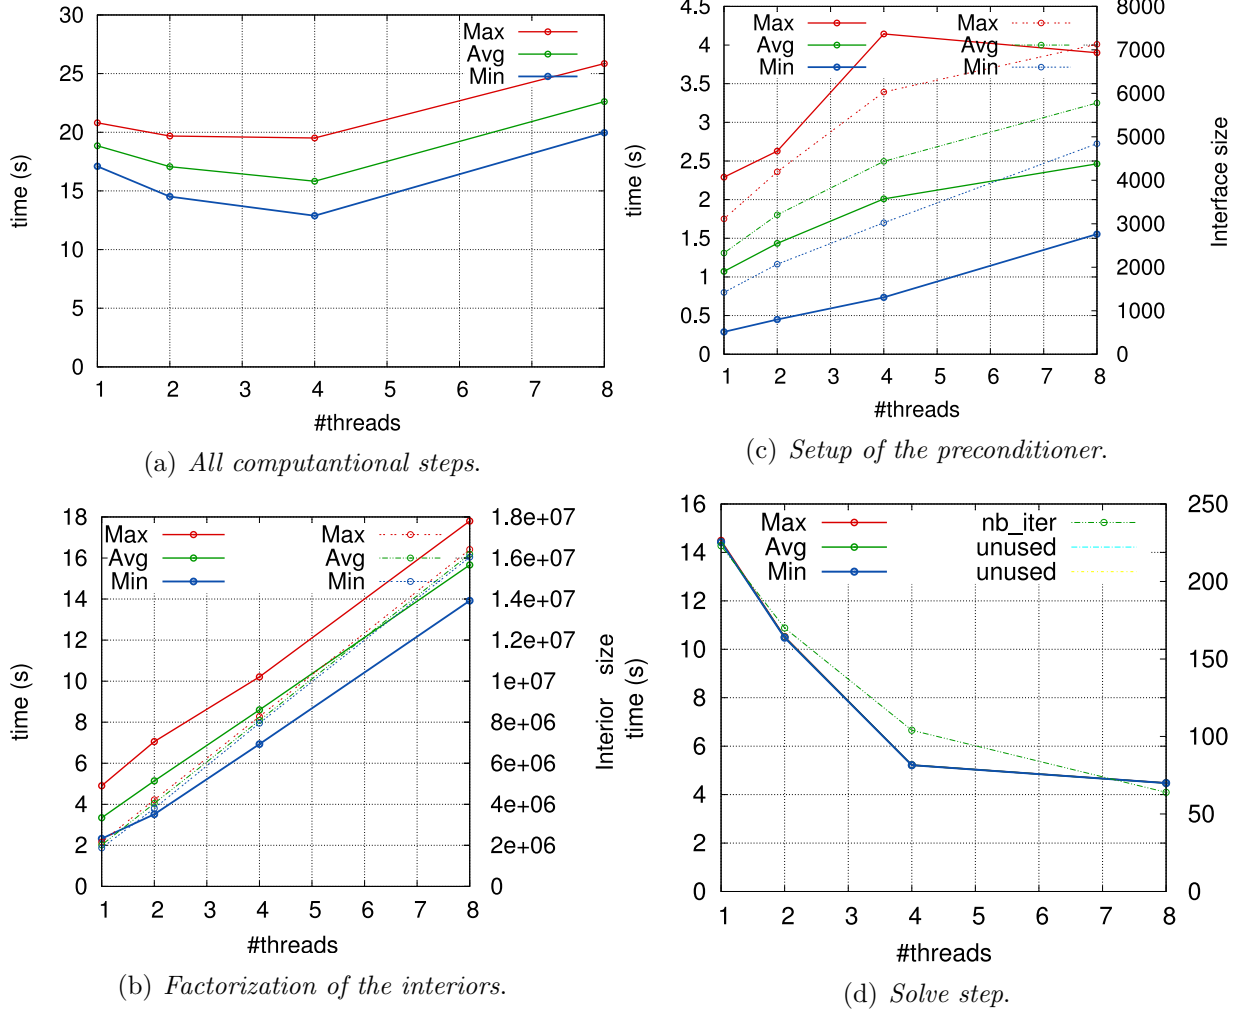 30
25
20
15
10
5
0
time (s)
Max
Avg
Min
1 2 3 4 5 6 7 8
#threads
(a) All computantional steps.
4.5
4
3.5
3
2.5
2
1.5
1
0.5
0
time (s)
Max
Avg
Min
Max
Avg
Min
8000
7000
6000
5000
4000
3000
2000
1000
0
Interface size
1 2 3 4 5 6 7 8
#threads
(c) Setup of the preconditioner.
18
16
14
12
10
8
6
4
2
0
time (s)
Max
Avg
Min
Max
Avg
Min
1.8e+07
1.6e+07
1.4e+07
1.2e+07
1e+07
8e+06
6e+06
4e+06
2e+06
0
Interior size
1 2 3 4 5 6 7 8
#threads
(b) Factorization of the interiors.
16
14
12
10
8
6
4
2
0
time (s)
Max
Avg
Min
nb_iter
unused
unused
250
200
150
100
50
0
1 2 3 4 5 6 7 8
#threads
(d) Solve step.